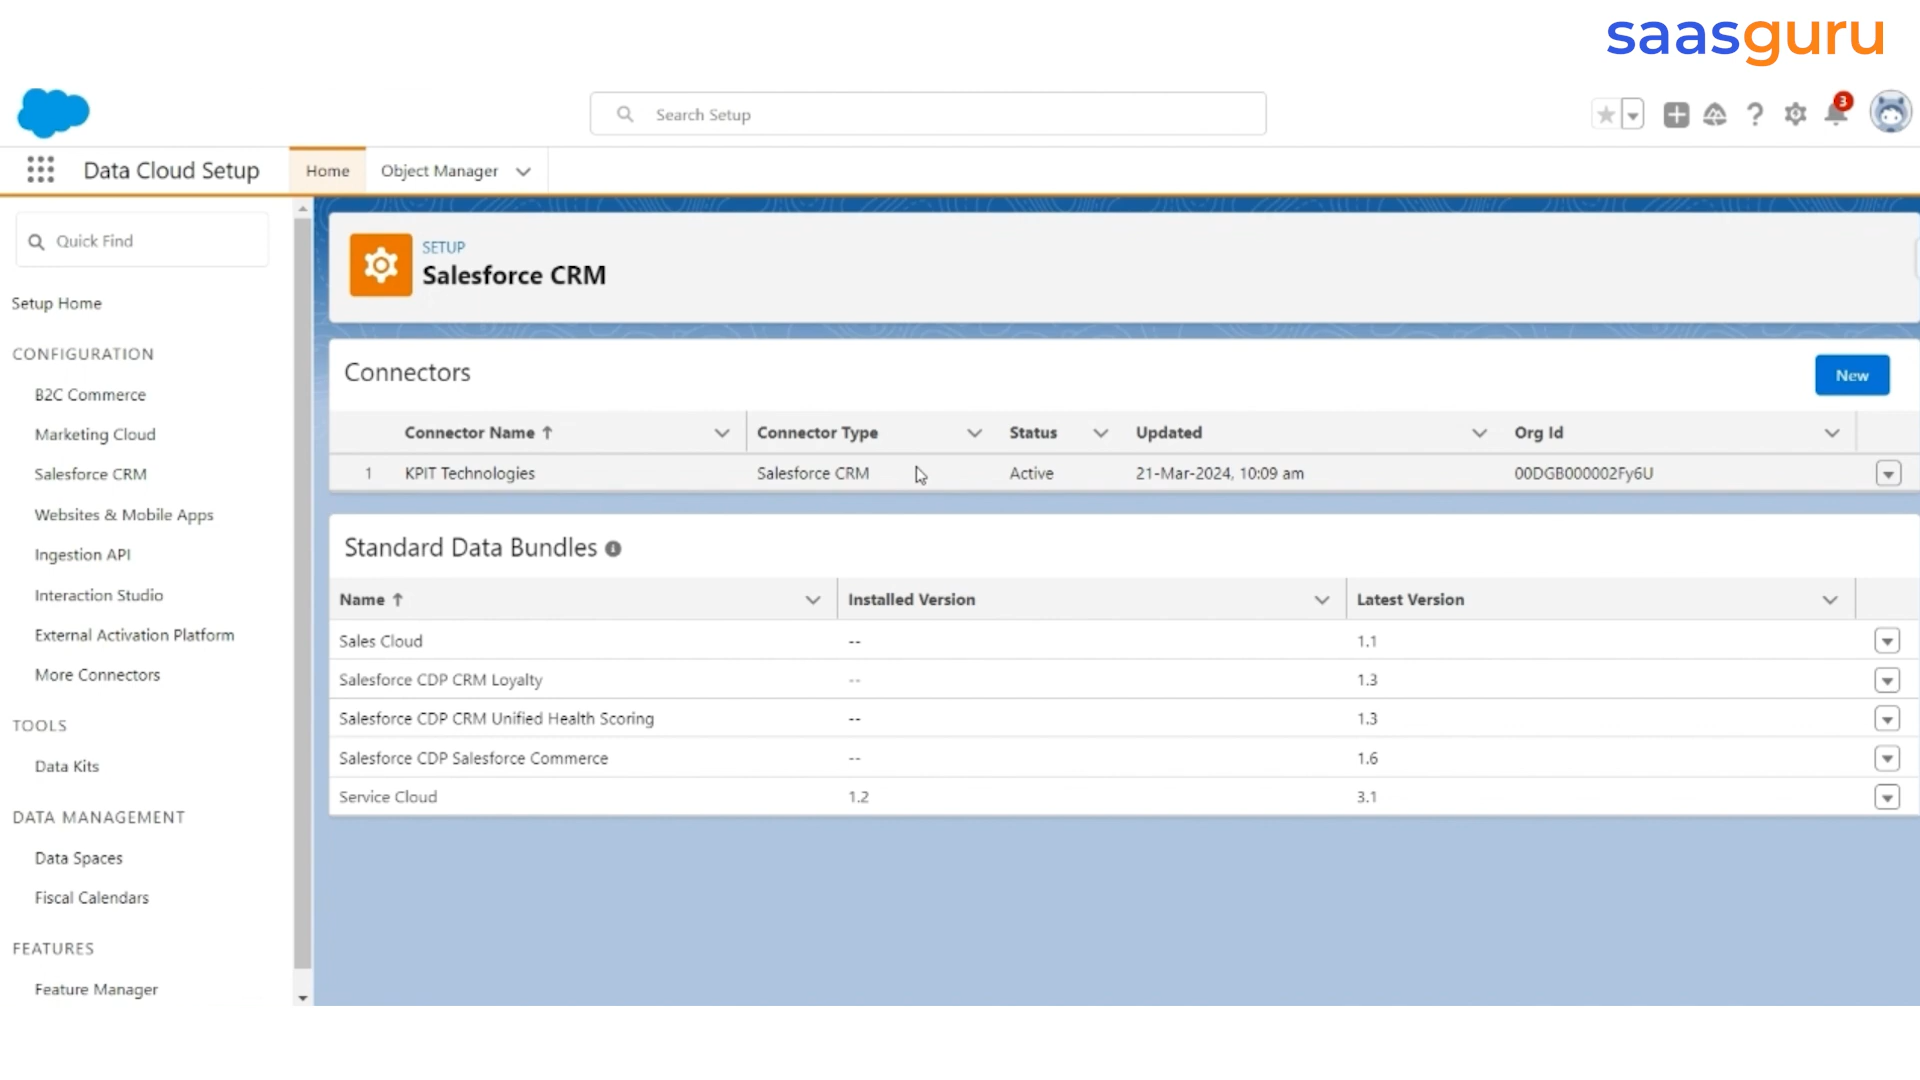 saasguru
Search Setup
3
Data Cloud Setup
Home
Object Manager
Quick Find
Setup Home
CONFIGURATION
B2C Commerce
Marketing Cloud
Salesforce CRM
Websites & Mobile Apps
Ingestion API
Interaction Studio
External Activation Platform
More Connectors
TOOLS
Data Kits
DATA MANAGEMENT
Data Spaces
Fiscal Calendars
FEATURES
Feature Manager
SETUP
Salesforce CRM
Connectors
New
Connector Name ↑ Connector Type Status Updated Org Id
1 KPIT Technologies Salesforce CRM Active 21-Mar-2024, 10:09 am 00DGB000002Fy6U
Standard Data Bundles
Name ↑ Installed Version Latest Version
Sales Cloud -- 1.1
Salesforce CDP CRM Loyalty -- 1.3
Salesforce CDP CRM Unified Health Scoring -- 1.3
Salesforce CDP Salesforce Commerce -- 1.6
Service Cloud 1.2 3.1